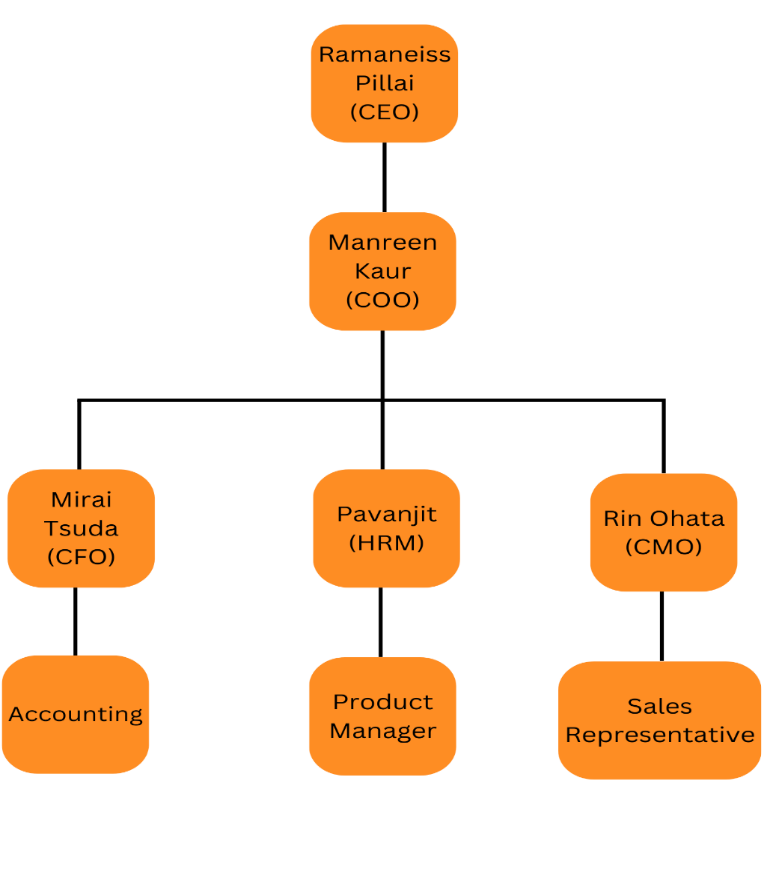 Ramaneiss
Pillai
(CEO)
Manreen
Kaur
(COO)
Mirai
Tsuda
(CFO)
Pavanjit
(HRM)
Rin Ohata
(CMO)
Accounting
Product
Manager
Sales
Representative